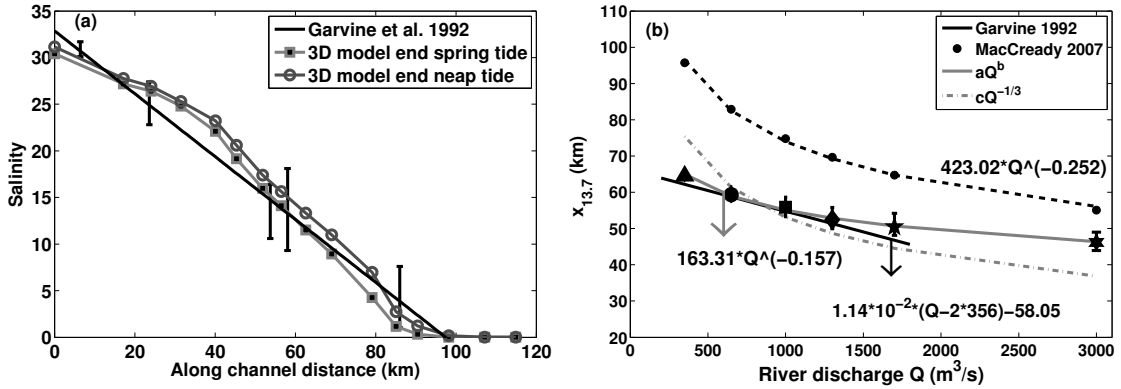 (a)
Garvine et al. 1992
3D model end spring tide
3D model end neap tide
35
30
25
20
15
10
5
0
Salinity
0 20 40 60 80 100 120
Along channel distance (km)
(b)
Garvine 1992
MacCready 2007
aQ^b
cQ^−1/3
110
100
90
80
70
60
50
40
30
20
x_13.7 (km)
423.02*Q^(−0.252)
163.31*Q^(−0.157)
1.14*10^−2*(Q−2*356)−58.05
0 500 1000 1500 2000 2500 3000
River discharge Q (m^3/s)